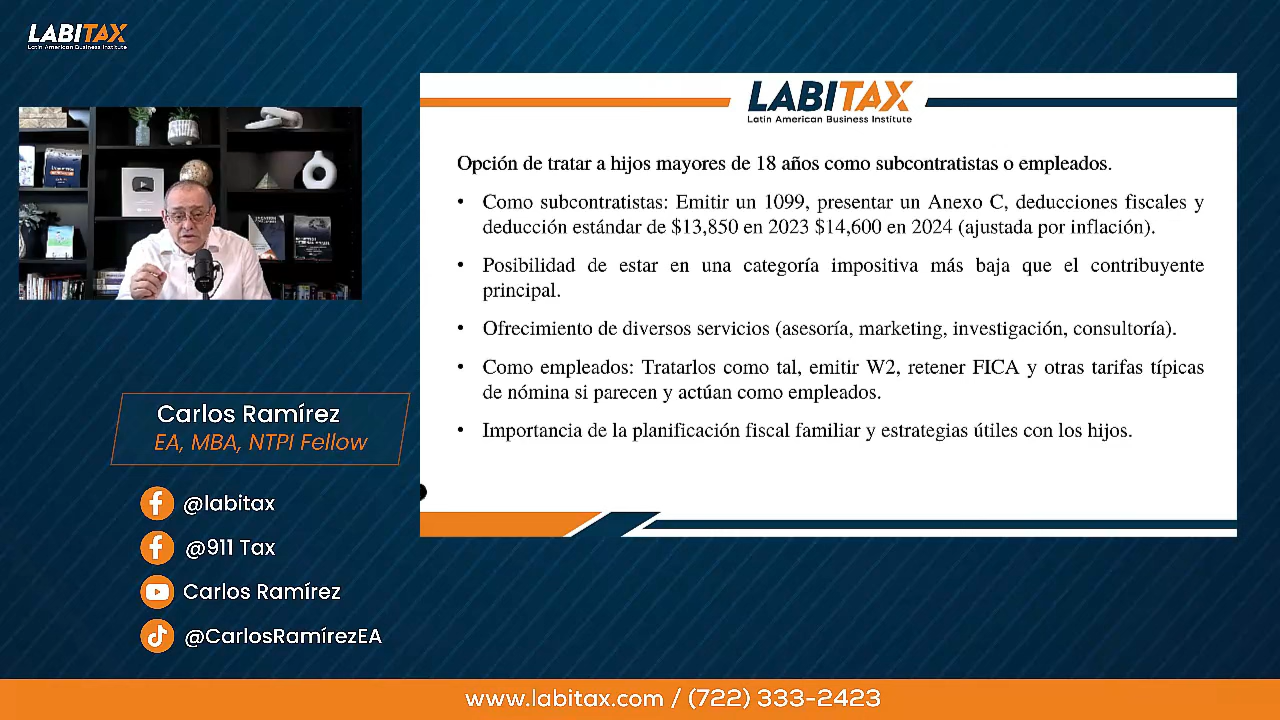 LABITAX
Latin American Business Institute
LABITAX
Latin American Business Institute
Opción de tratar a hijos mayores de 18 años como subcontratistas o empleados.
• Como subcontratistas: Emitir un 1099, presentar un Anexo C, deducciones fiscales y
deducción estándar de $13,850 en 2023 $14,600 en 2024 (ajustada por inflación).
• Posibilidad de estar en una categoría impositiva más baja que el contribuyente
principal.
• Ofrecimiento de diversos servicios (asesoría, marketing, investigación, consultoría).
• Como empleados: Tratarlos como tal, emitir W2, retener FICA y otras tarifas típicas
de nómina si parecen y actúan como empleados.
• Importancia de la planificación fiscal familiar y estrategias útiles con los hijos.
Carlos Ramírez
EA, MBA, NTPI Fellow
@labitax
@911 Tax
Carlos Ramírez
@CarlosRamírezEA
www.labitax.com / (722) 333-2423